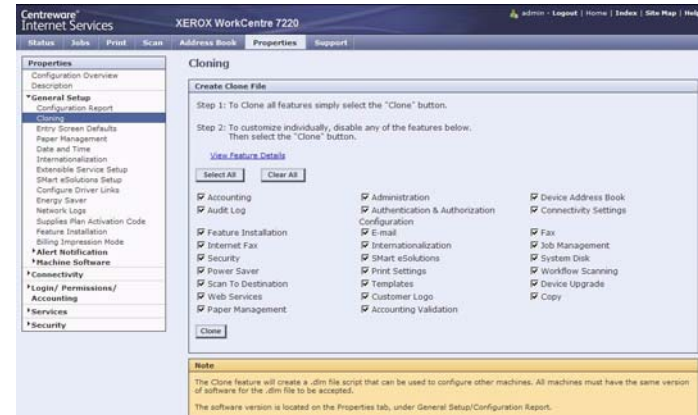 Centreware®
Internet Services
XEROX WorkCentre 7220
admin - Logout | Home | Index | Site Map | Help
Status Jobs Print Scan Address Book Properties Support
Properties
Configuration Overview
Description
General Setup
Configuration Report
Cloning
Entry Screen Defaults
Paper Management
Date and Time
Internationalization
Extensible Service Setup
SMart eSolutions Setup
Configure Driver Links
Energy Saver
Network Logs
Supplies Plan Activation Code
Feature Installation
Billing Impression Mode
Alert Notification
Machine Software
Connectivity
Login/ Permissions/
Accounting
Services
Security
Cloning
Create Clone File
Step 1: To Clone all features simply select the "Clone" button.
Step 2: To customize individually, disable any of the features below.
Then select the "Clone" button.
View Feature Details
Select All Clear All
Accounting Administration Device Address Book
Audit Log Authentication & Authorization Connectivity Settings
Configuration
Feature Installation E-mail Fax
Internet Fax Internationalization Job Management
Security SMart eSolutions System Disk
Power Saver Print Settings Workflow Scanning
Scan To Destination Templates Device Upgrade
Web Services Customer Logo Copy
Paper Management Accounting Validation
Clone
Note
The Clone feature will create a .dlm file script that can be used to configure other machines. All machines must have the same version
of software for the .dlm file to be accepted.
The software version is located on the Properties tab, under General Setup/Configuration Report.